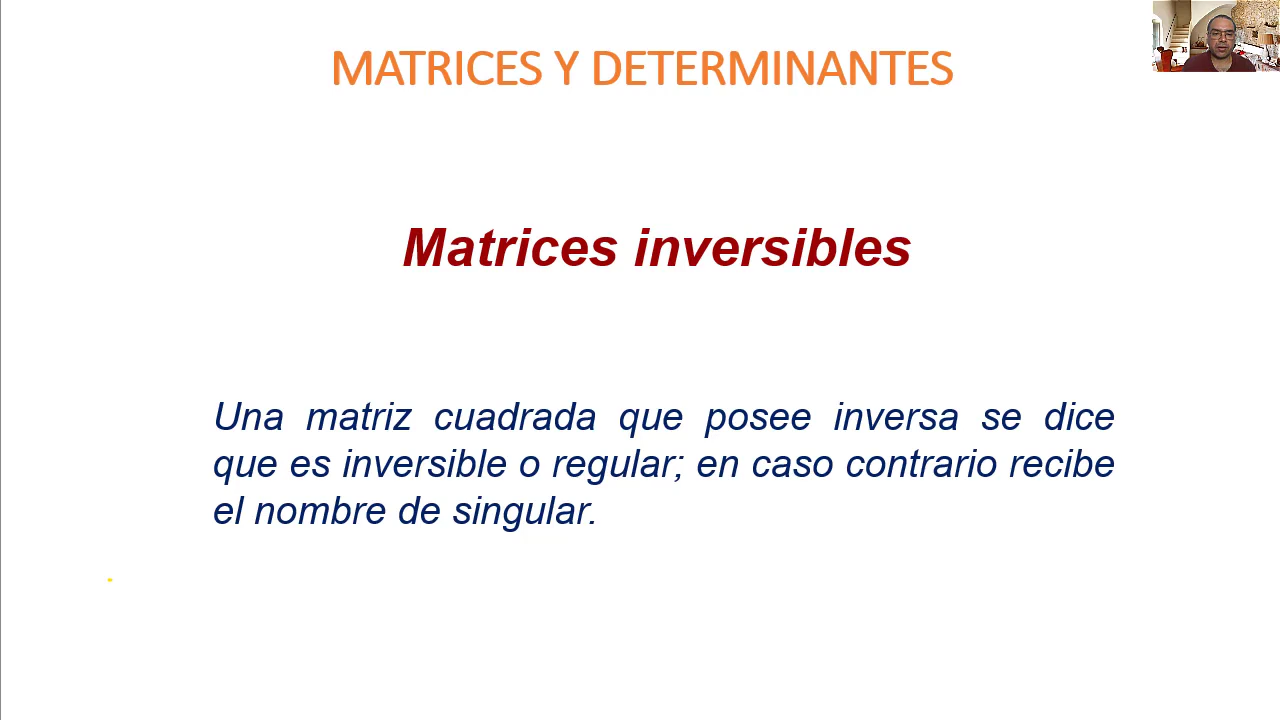 MATRICES Y DETERMINANTES
Matrices inversibles
Una matriz cuadrada que posee inversa se dice
que es inversible o regular; en caso contrario recibe
el nombre de singular.